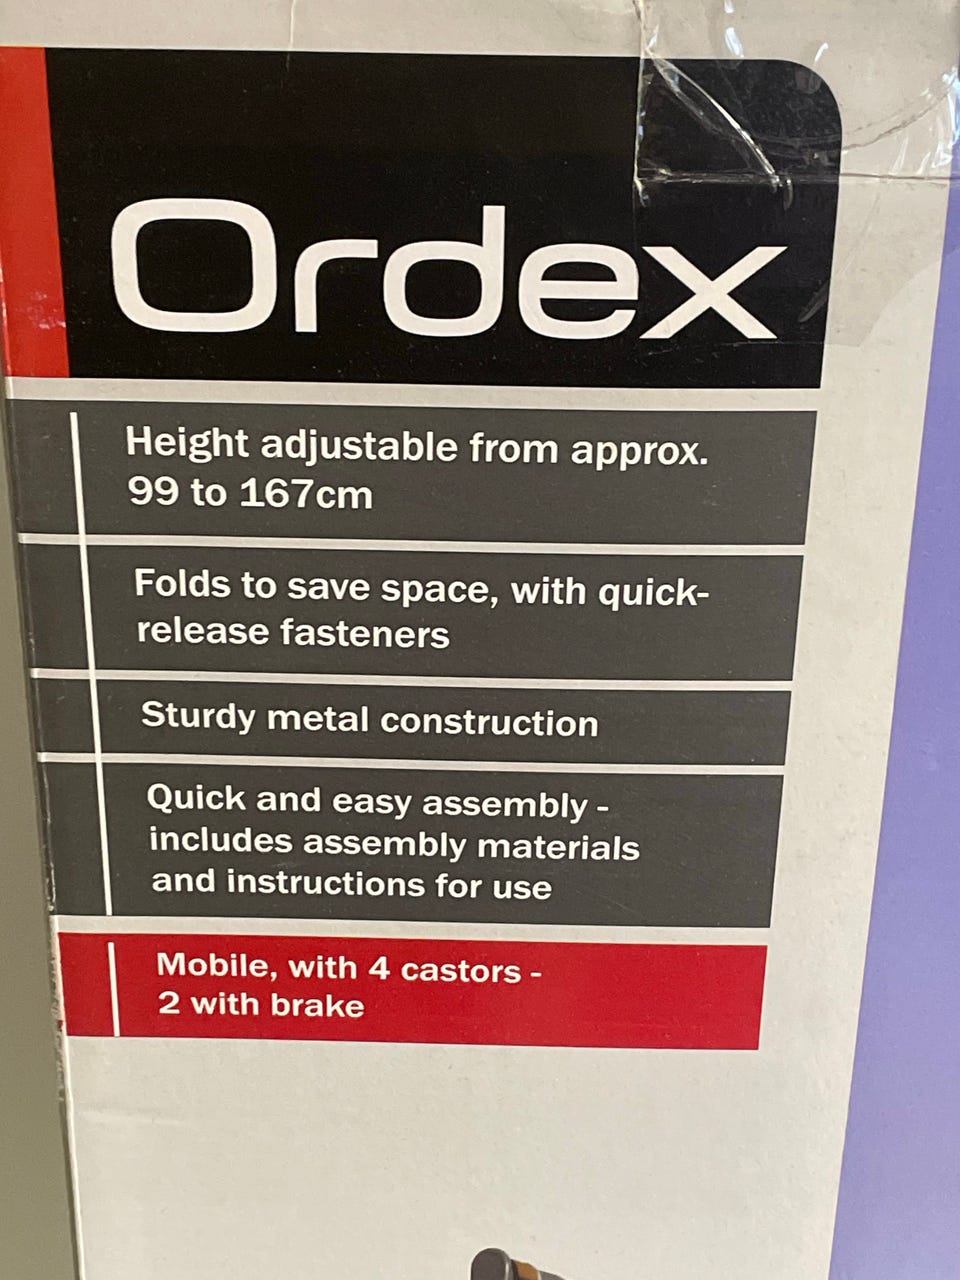 Ordex
Height adjustable from approx.
99 to 167cm
Folds to save space, with quick-
release fasteners
Sturdy metal construction
Quick and easy assembly -
includes assembly materials
and instructions for use
Mobile, with 4 castors -
2 with brake